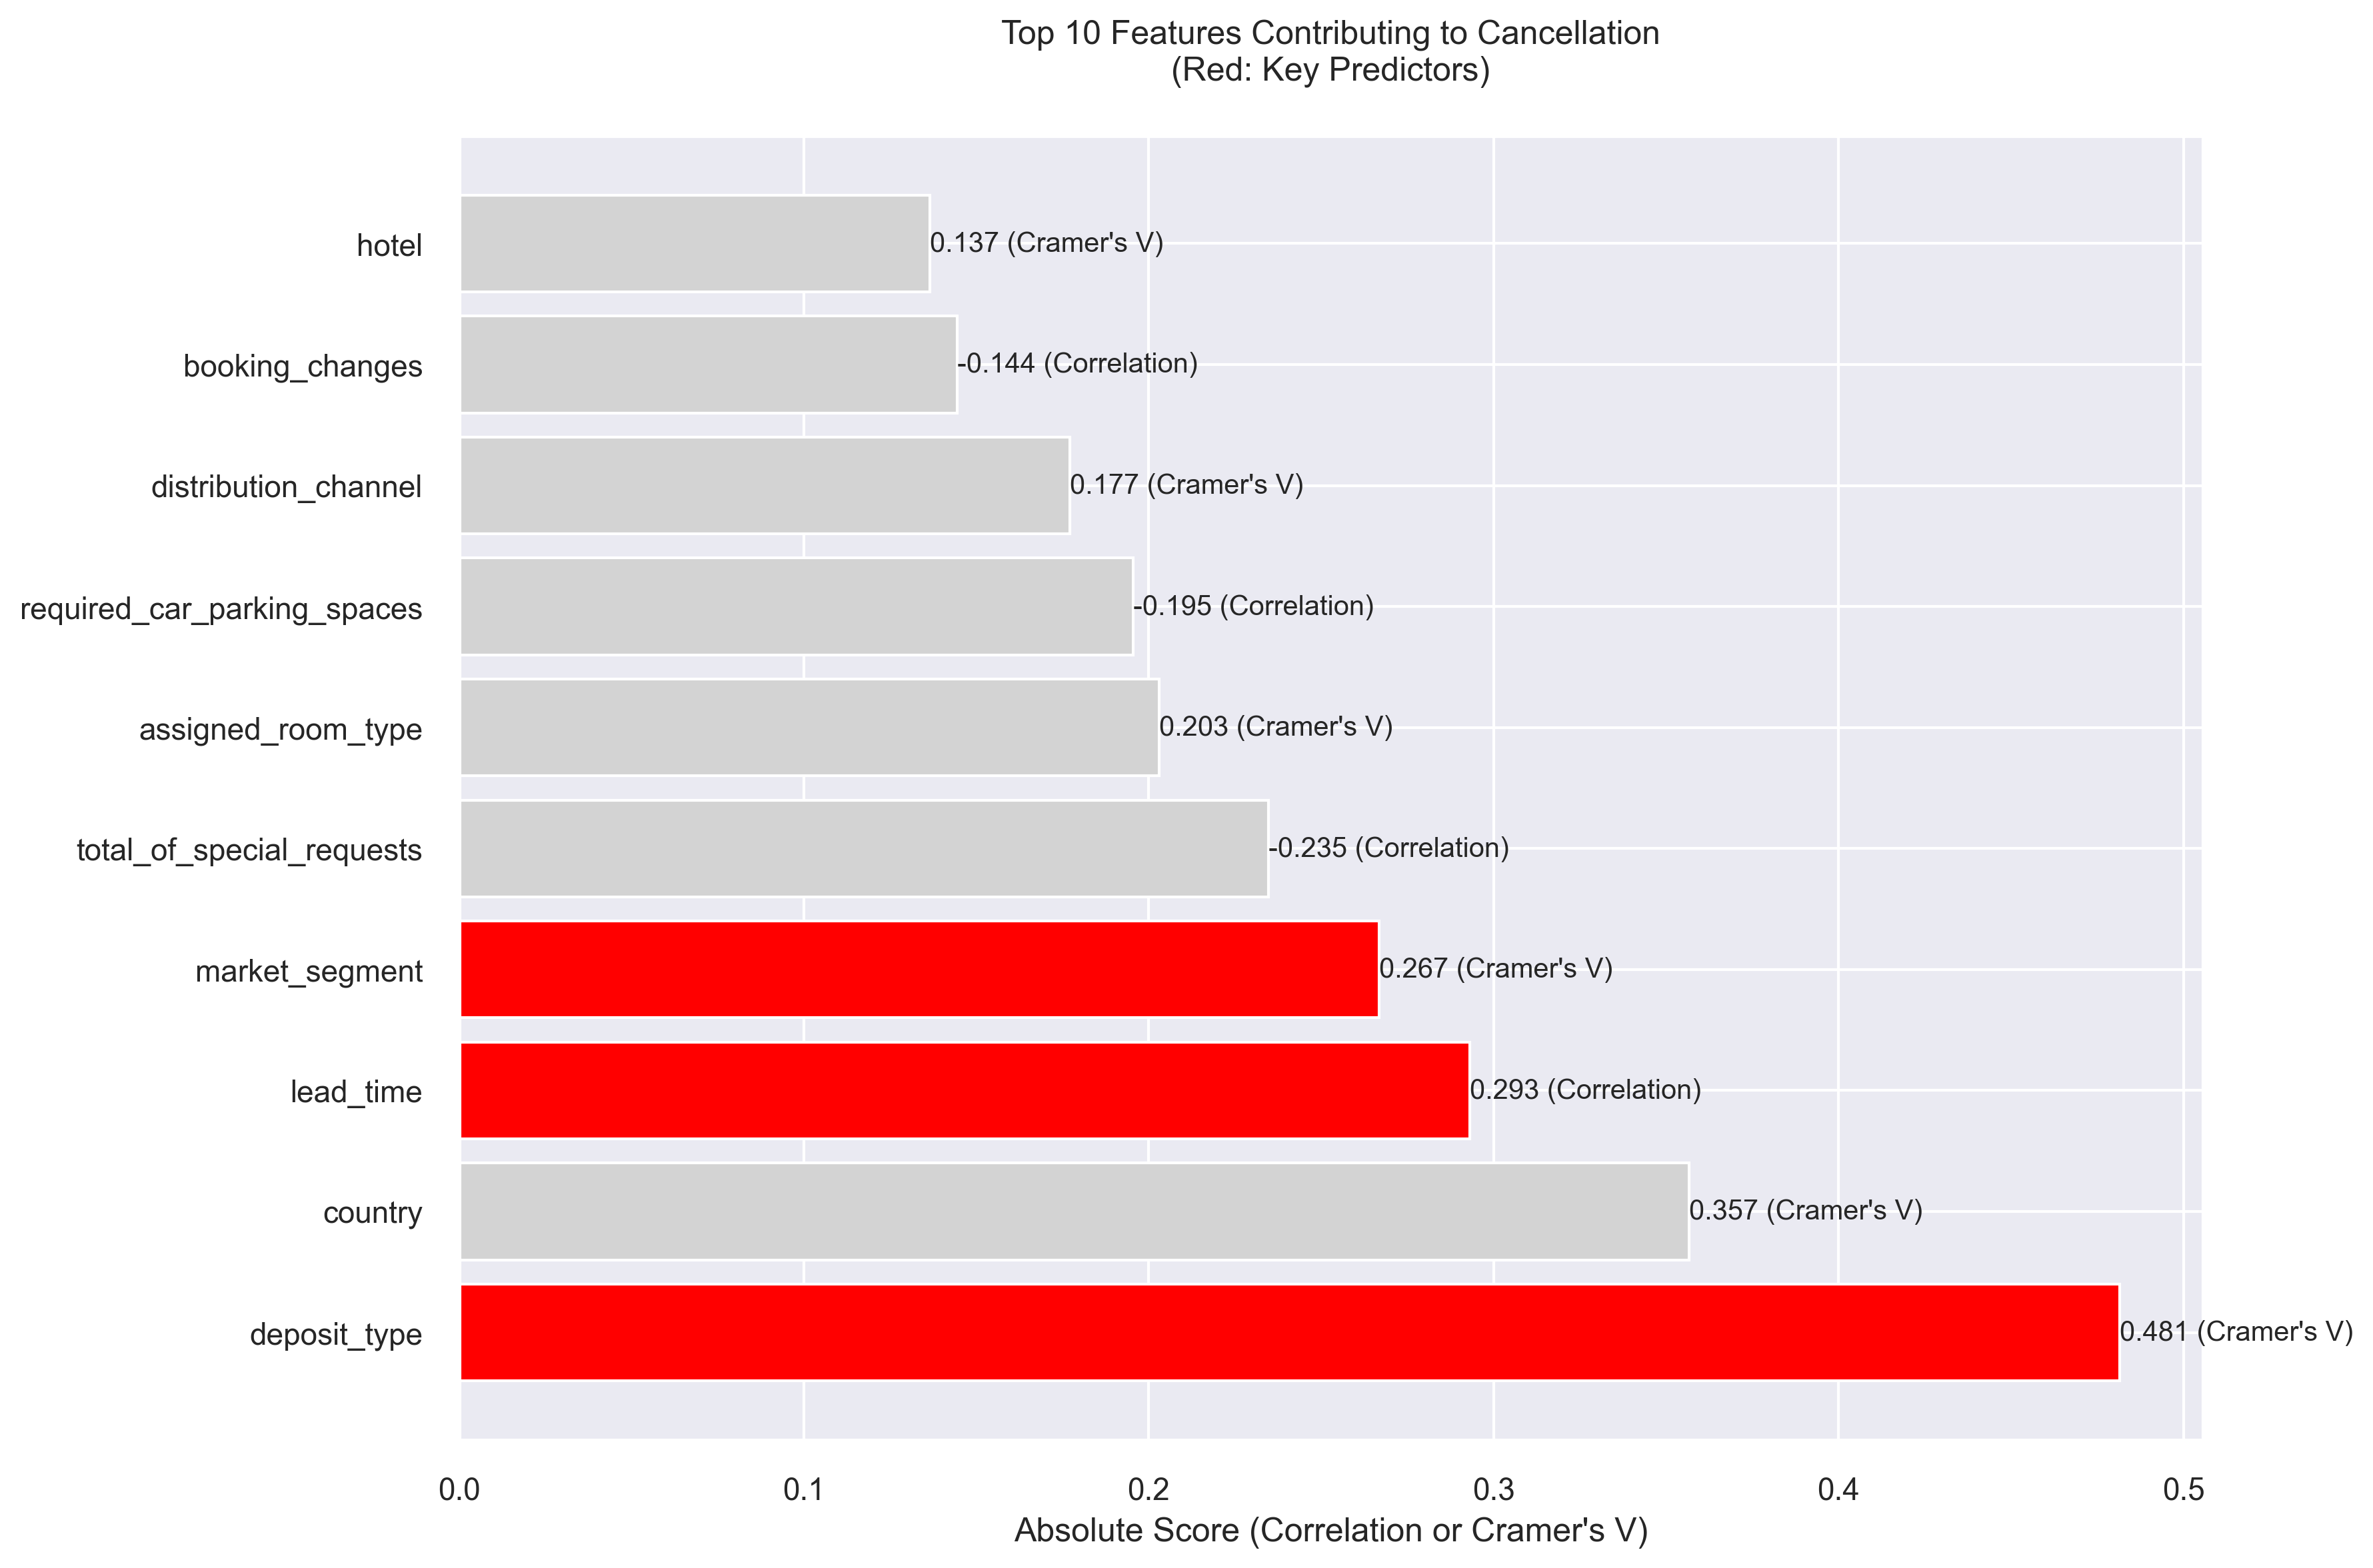 Top 10 Features Contributing to Cancellation
(Red: Key Predictors)
hotel
0.137 (Cramer's V)
booking_changes
-0.144 (Correlation)
distribution_channel
0.177 (Cramer's V)
required_car_parking_spaces
-0.195 (Correlation)
assigned_room_type
0.203 (Cramer's V)
total_of_special_requests
-0.235 (Correlation)
market_segment
0.267 (Cramer's V)
lead_time
0.293 (Correlation)
country
0.357 (Cramer's V)
deposit_type
0.481 (Cramer's V)
0.0 0.1 0.2 0.3 0.4 0.5
Absolute Score (Correlation or Cramer's V)